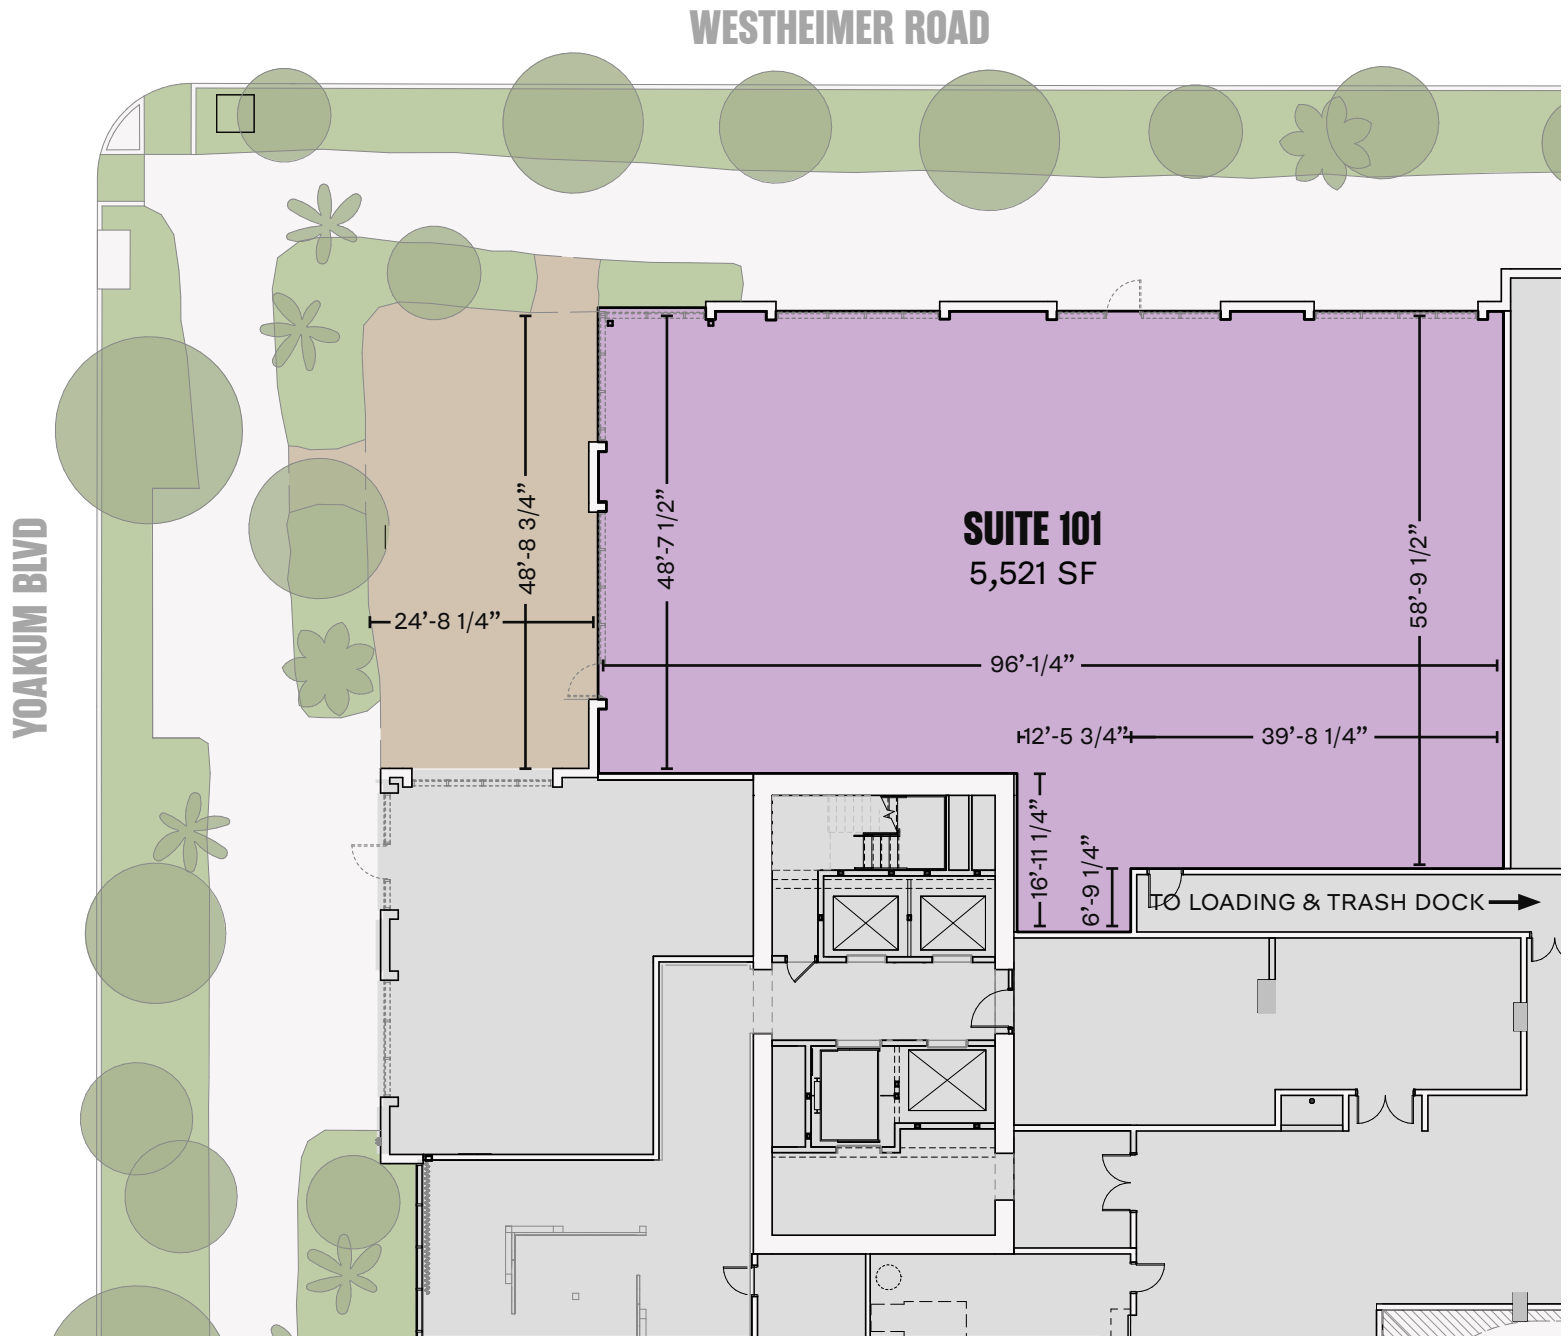 WESTHEIMER ROAD
YOAKUM BLVD
SUITE 101
5,521 SF
48’-8 3/4”
48’-7 1/2”
58’-9 1/2”
24’-8 1/4”
96’-1/4”
12’-5 3/4”
39’-8 1/4”
16’-11 1/4”
6’-9 1/4”
TO LOADING & TRASH DOCK